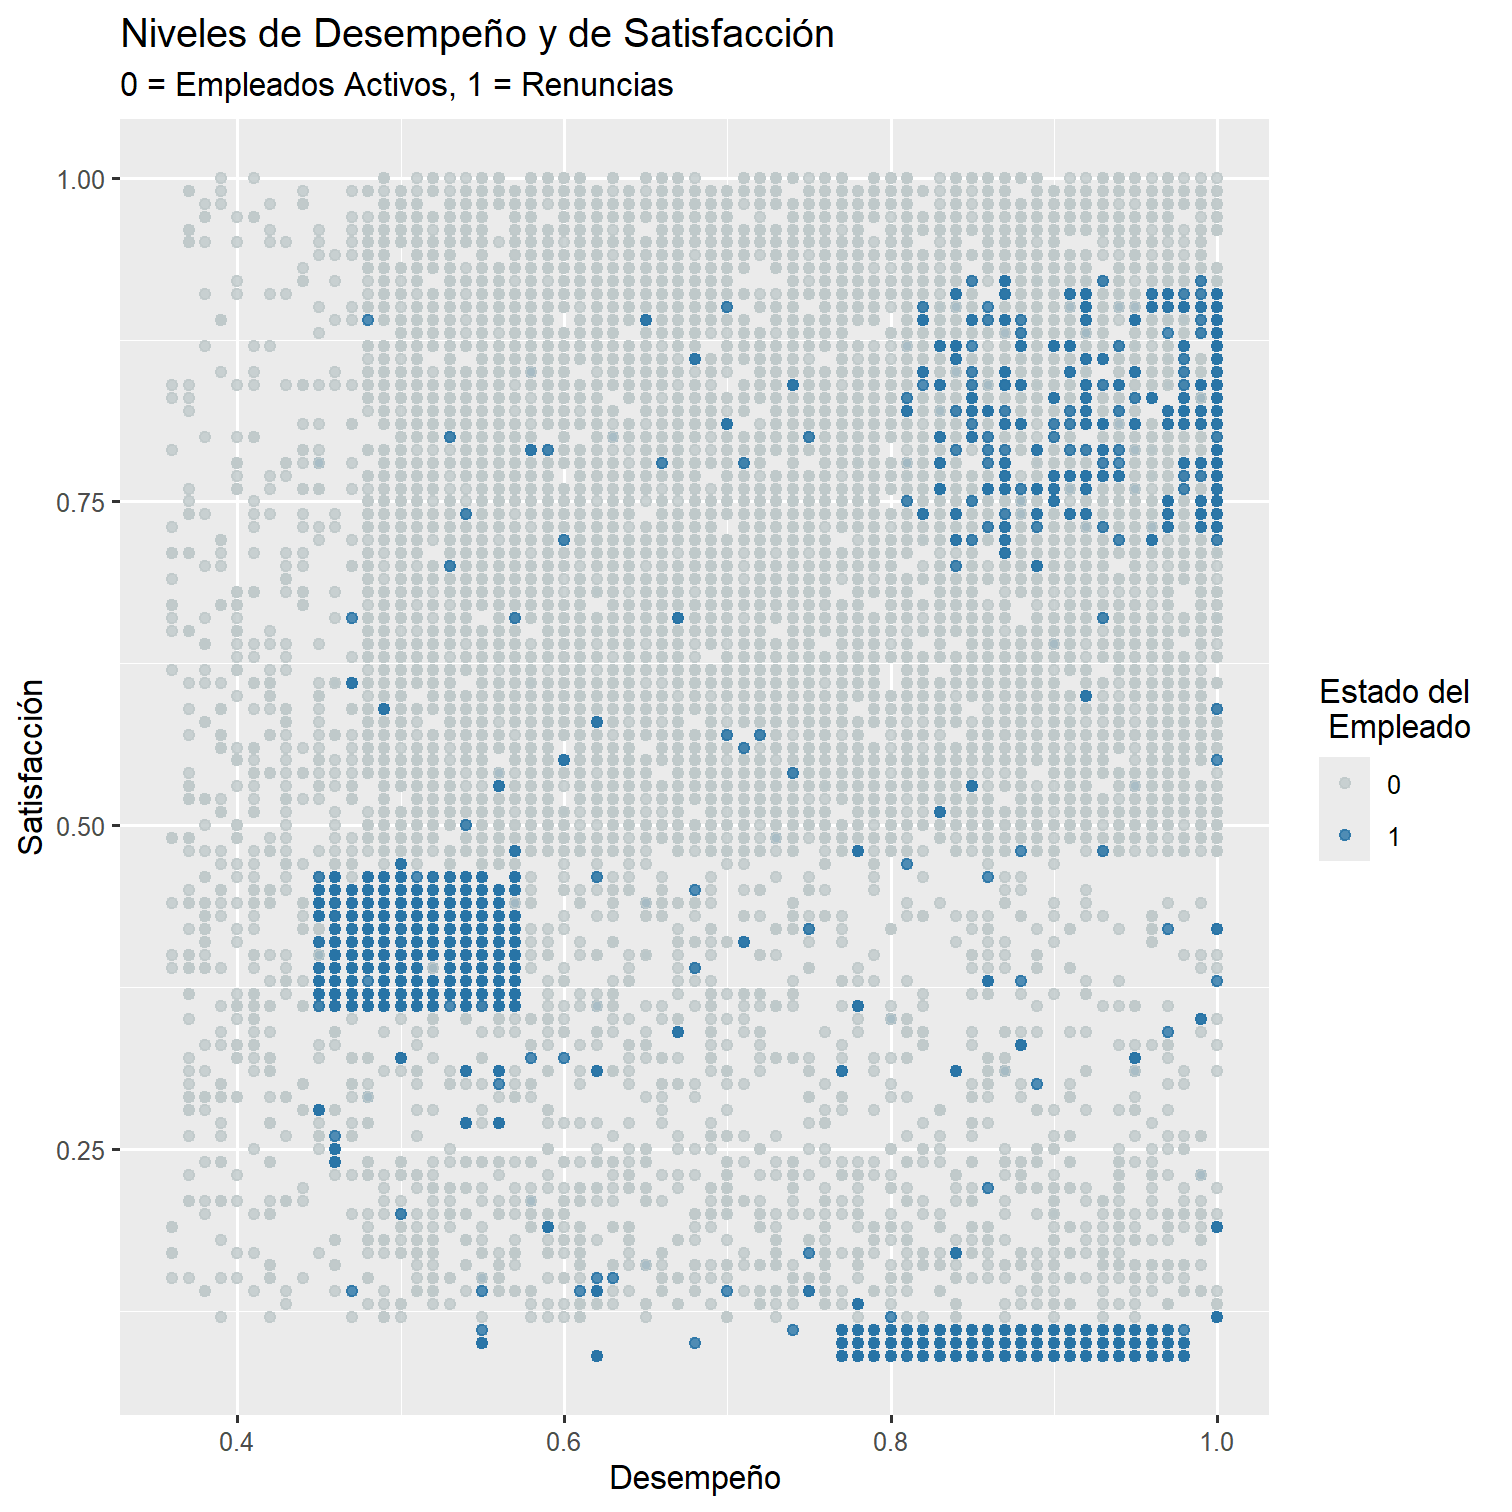 Niveles de Desempeño y de Satisfacción
0 = Empleados Activos, 1 = Renuncias
1.00
0.75
0.50
0.25
Satisfacción
0.4
0.6
0.8
1.0
Desempeño
Estado del
Empleado
0
1